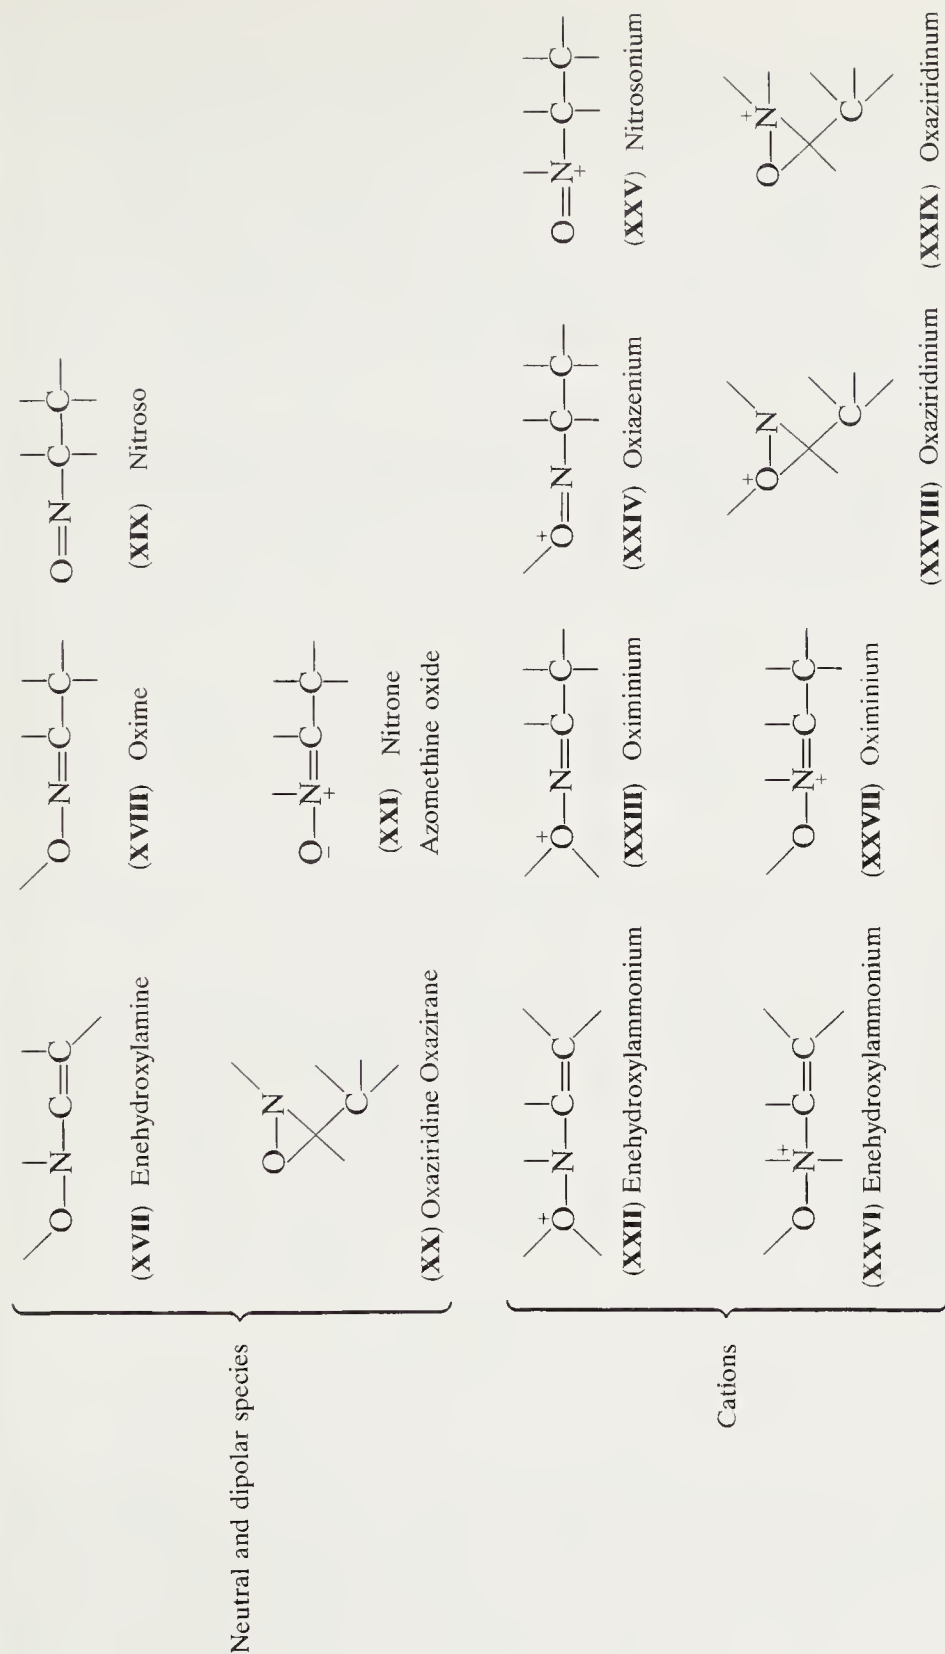 Neutral and dipolar species
(XVII) Enehydroxylamine
(XVIII) Oxime
(XIX) Nitroso
(XX) Oxaziridine Oxazirane
(XXI) Nitrone
Azomethine oxide
Cations
(XXII) Enehydroxylammonium
(XXIII) Oximinium
(XXIV) Oxiazenium
(XXV) Nitrosonium
(XXVI) Enehydroxylammonium
(XXVII) Oximinium
(XXVIII) Oxaziridinium
(XXIX) Oxaziridinum